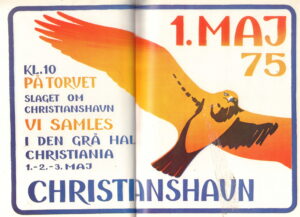 1. MAJ
75
KL. 10
PÅ TORVET
SLAGET OM
CHRISTIANSHAVN
VI SAMLES
I DEN GRÅ HAL
CHRISTIANIA
1.-2.-3. MAJ
CHRISTIANSHAVN